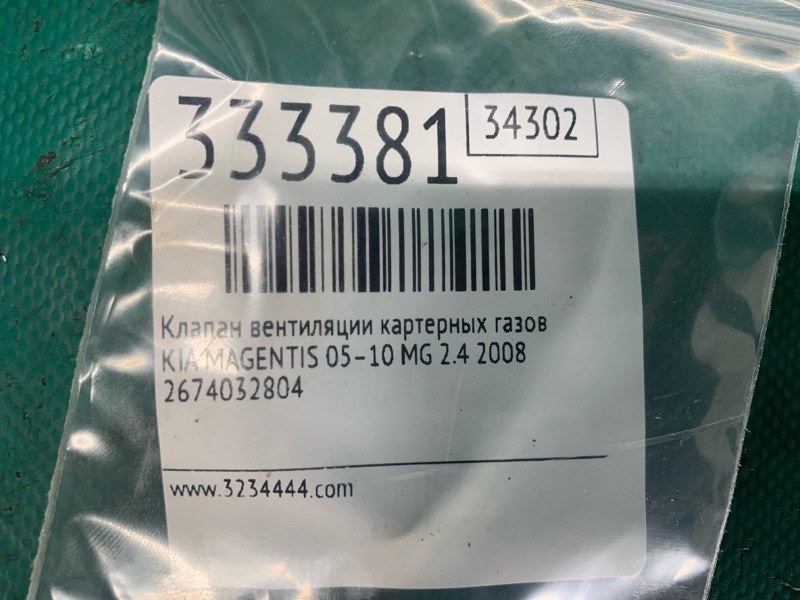 333381
34302
Клапан вентиляции картерных газов
KIA MAGENTIS 05-10 MG 2.4 2008
2674032804
www.3234444.com